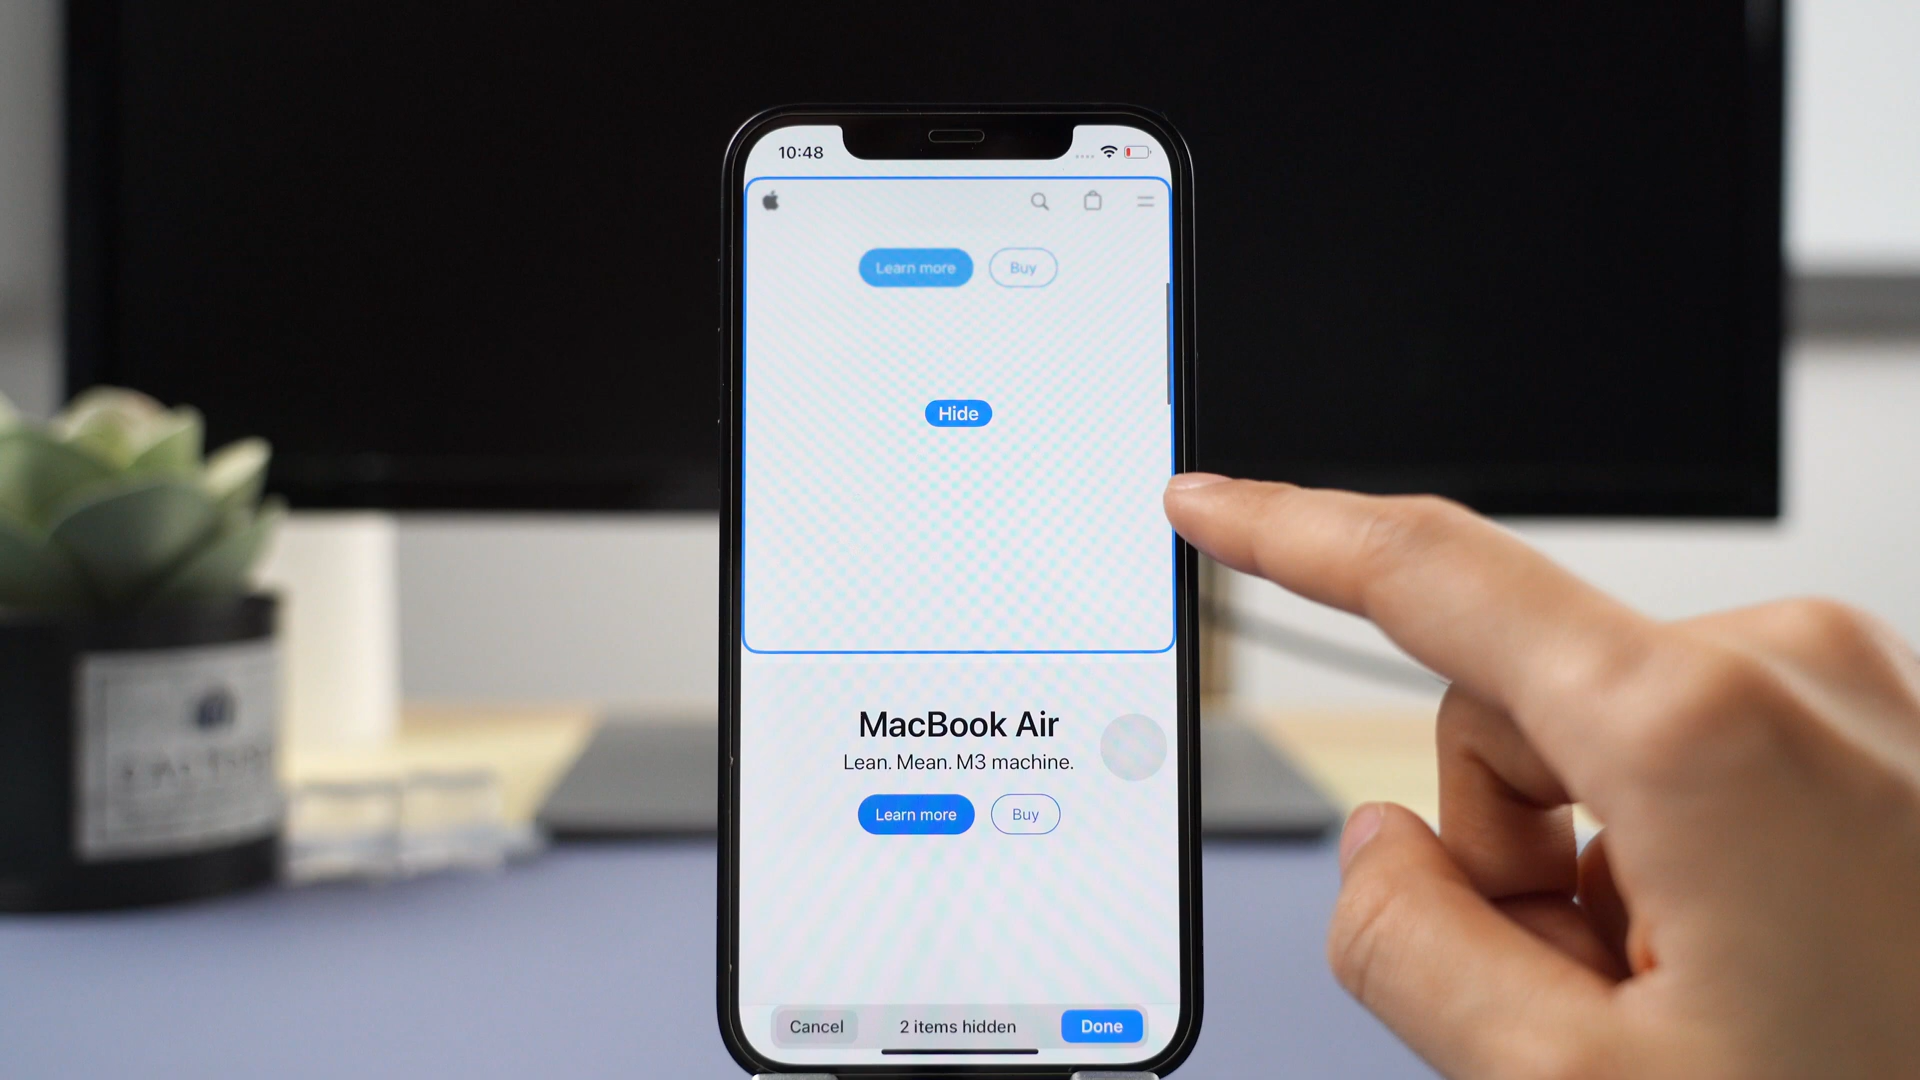 10:48
Learn more Buy
Hide
MacBook Air
Lean. Mean. M3 machine.
Learn more Buy
Cancel 2 items hidden Done